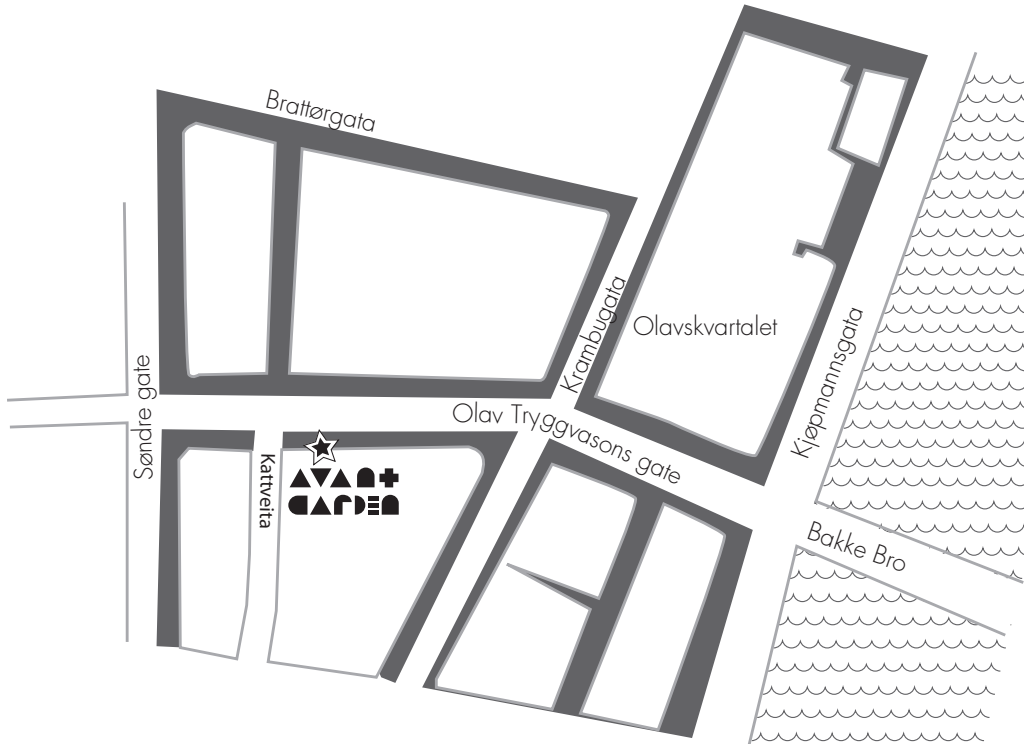 Brattørgata
Krambugata
Olavskvartalet
Kjøpmannsgata
Søndre gate
Olav Tryggvasons gate
Kattveita
AVANT
GARDEN
Bakke Bro